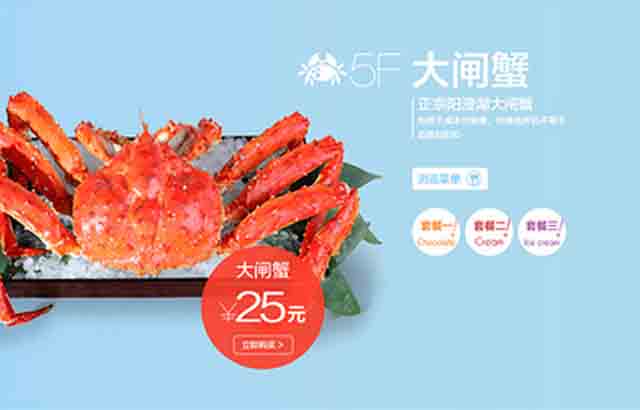 5F 大闸蟹
正宗阳澄湖大闸蟹
浏览菜单
套餐一/
Chocolate
套餐二/
Cream
套餐三/
Ice cream
大闸蟹
¥25元
立即购买 >